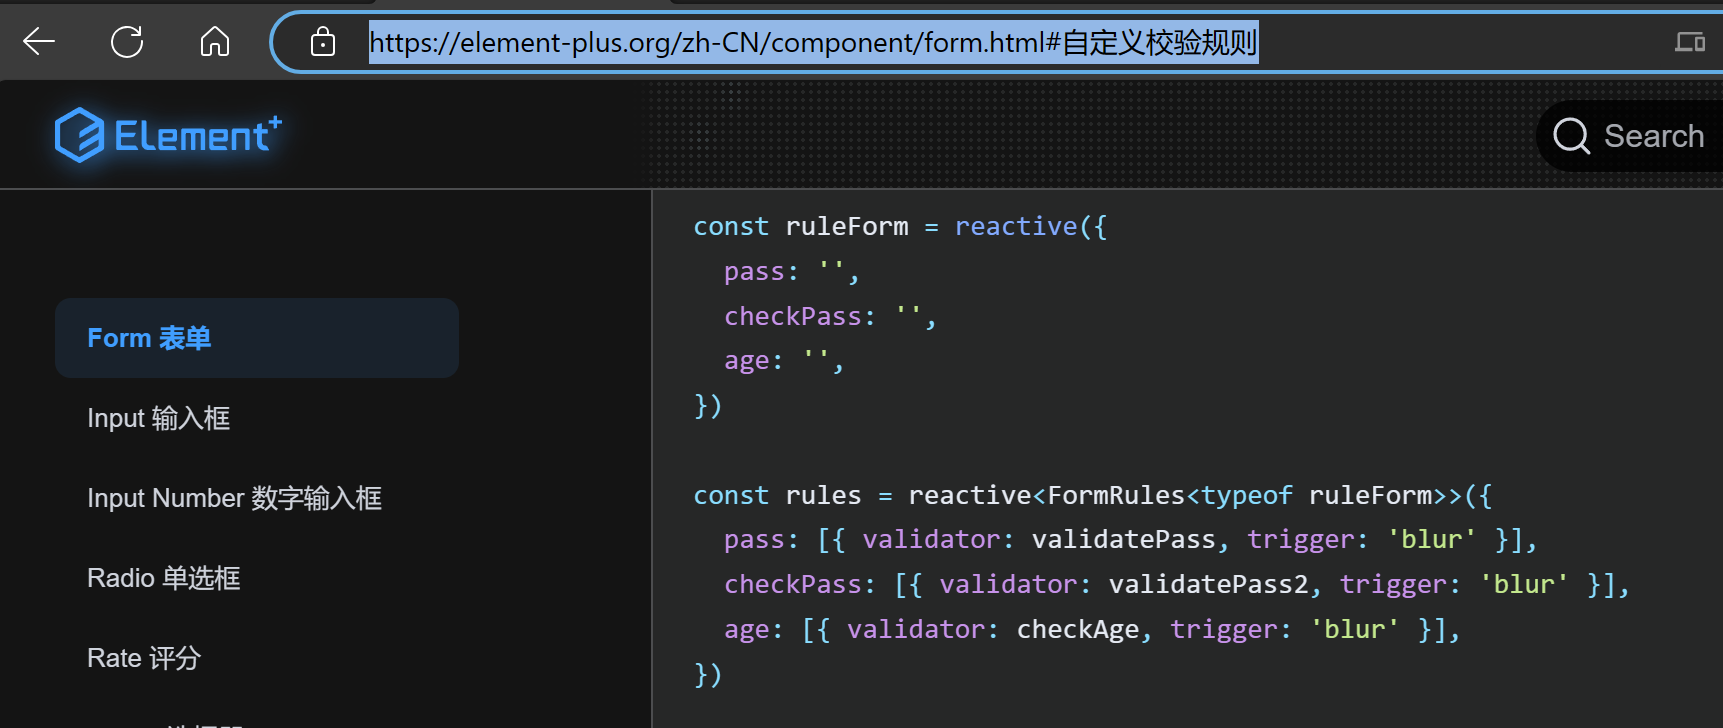 https://element-plus.org/zh-CN/component/form.html#自定义校验规则
Element+
Search
Form 表单
Input 输入框
Input Number 数字输入框
Radio 单选框
Rate 评分
const ruleForm = reactive({
  pass: '',
  checkPass: '',
  age: '',
})
const rules = reactive<FormRules<typeof ruleForm>>({
  pass: [{ validator: validatePass, trigger: 'blur' }],
  checkPass: [{ validator: validatePass2, trigger: 'blur' }],
  age: [{ validator: checkAge, trigger: 'blur' }],
})